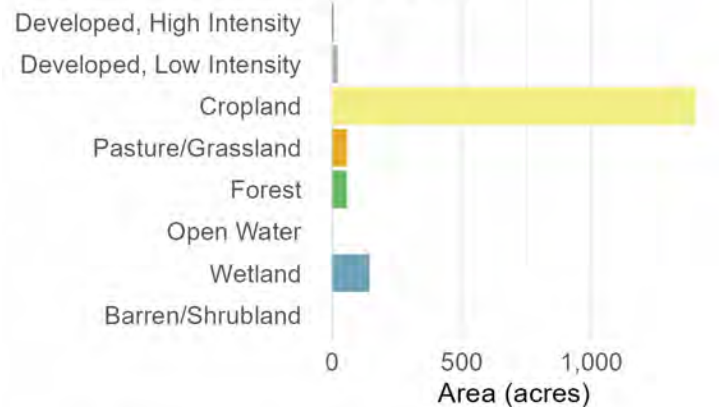 Developed, High Intensity
Developed, Low Intensity
Cropland
Pasture/Grassland
Forest
Open Water
Wetland
Barren/Shrubland
0 500 1,000
Area (acres)